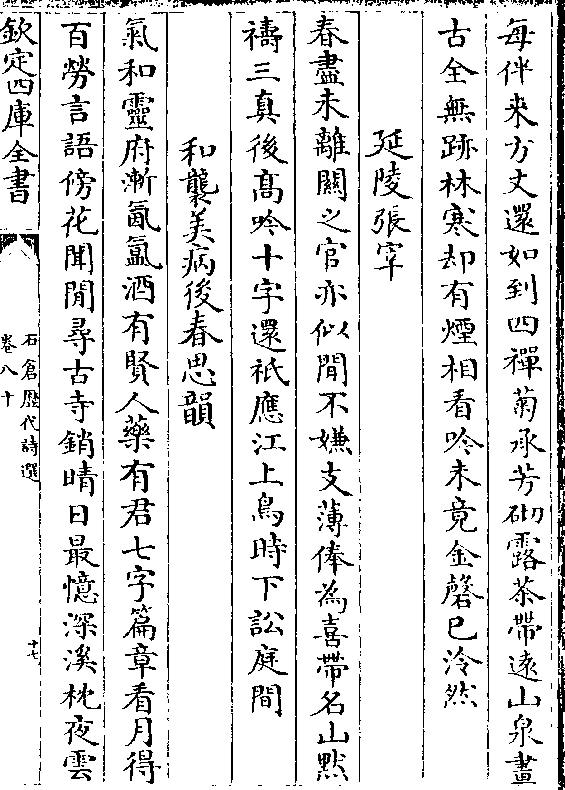 每伴来方丈還如到四禪菊承芳砌露茶帶遠山泉畫
古全無跡林寒却有煙相看吟未竟金磬已泠然
延陵張宰
春盡未離闗之官亦似閒不嫌支薄俸為喜帶名山黙
禱三真後髙吟十字還祇應江上鳥時下訟庭間
和襲美病後春思韻
氣和靈府漸氤氲酒有賢人藥有君七字篇章看月得
百勞言語傍花聞閒尋古寺銷晴日最憶深溪枕夜雲
欽定四庫全書
石倉歷代詩選
卷八十
十七